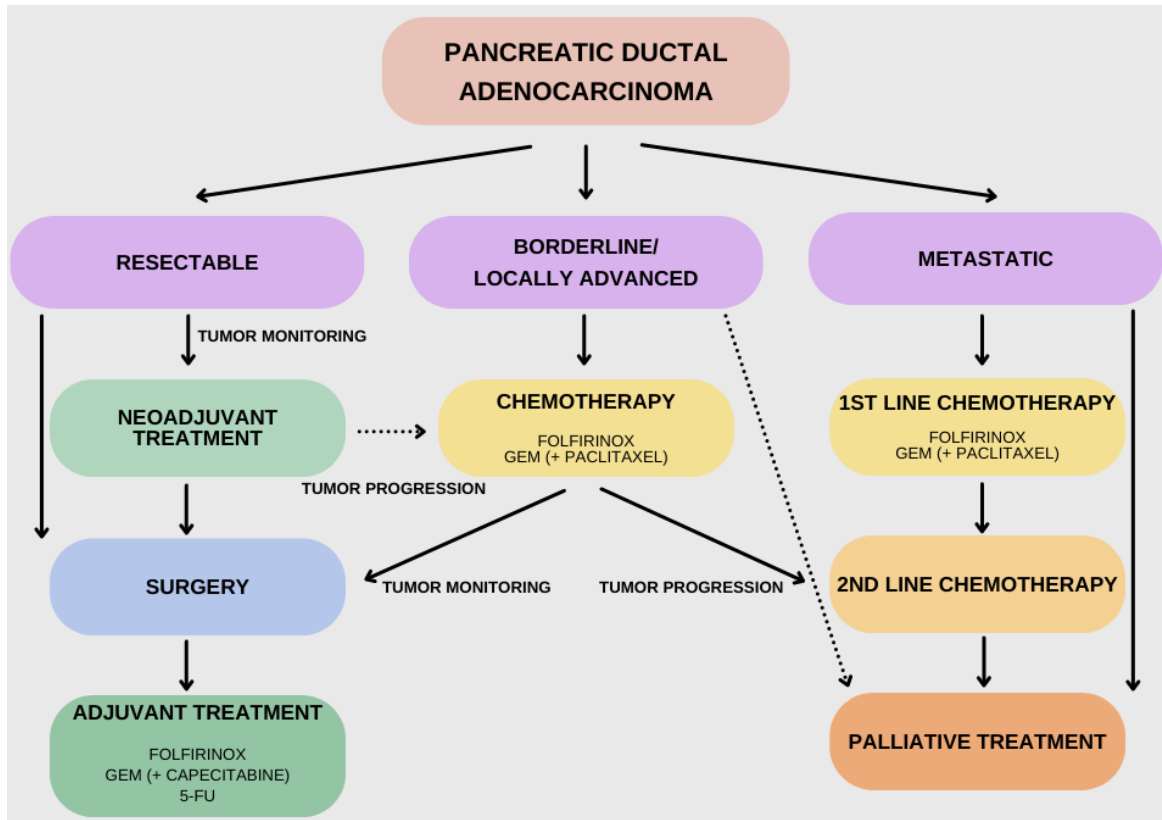 PANCREATIC DUCTAL
ADENOCARCINOMA
RESECTABLE
BORDERLINE/
LOCALLY ADVANCED
METASTATIC
TUMOR MONITORING
NEOADJUVANT
TREATMENT
CHEMOTHERAPY
FOLFIRINOX
GEM (+ PACLITAXEL)
1ST LINE CHEMOTHERAPY
FOLFIRINOX
GEM (+ PACLITAXEL)
TUMOR PROGRESSION
SURGERY
TUMOR MONITORING
TUMOR PROGRESSION
2ND LINE CHEMOTHERAPY
ADJUVANT TREATMENT
FOLFIRINOX
GEM (+ CAPECITABINE)
5-FU
PALLIATIVE TREATMENT